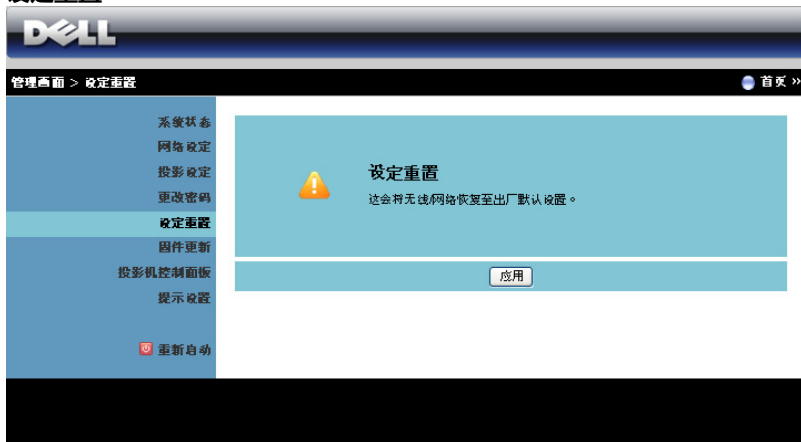 设定重置
DELL
管理画面 > 设定重置
首页 »
系统状态
网络设定
投影设定
更改密码
设定重置
固件更新
投影机控制面板
提示设置
重新启动
设定重置
这会将无线/网络恢复至出厂默认设置。
应用